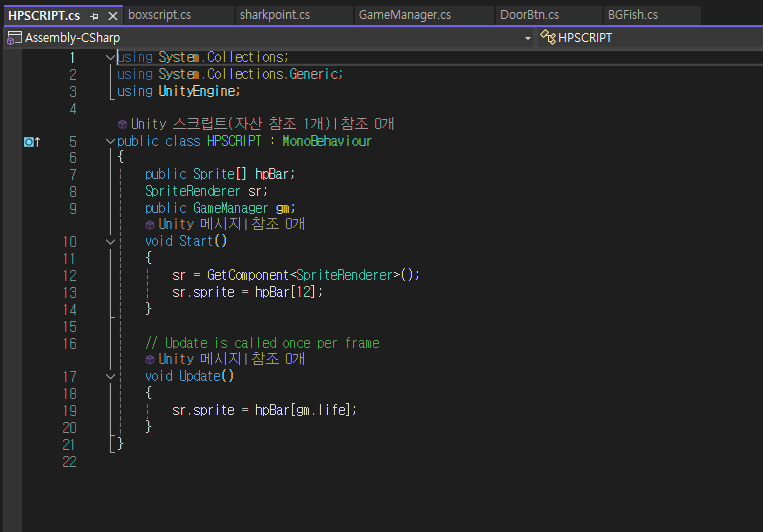 HPSCRIPT.cs boxscript.cs sharkpoint.cs GameManager.cs DoorBtn.cs BGFish.cs
Assembly-CSharp HPSCRIPT
1 using System.Collections;
2 using System.Collections.Generic;
3 using UnityEngine;
4
Unity 스크립트(자산 참조 1개)|참조 0개
5 public class HPSCRIPT : MonoBehaviour
6 {
7 public Sprite[] hpBar;
8 SpriteRenderer sr;
9 public GameManager gm;
Unity 메시지|참조 0개
10 void Start()
11 {
12 sr = GetComponent<SpriteRenderer>();
13 sr.sprite = hpBar[12];
14 }
15
16 // Update is called once per frame
Unity 메시지|참조 0개
17 void Update()
18 {
19 sr.sprite = hpBar[gm.life];
20 }
21 }
22